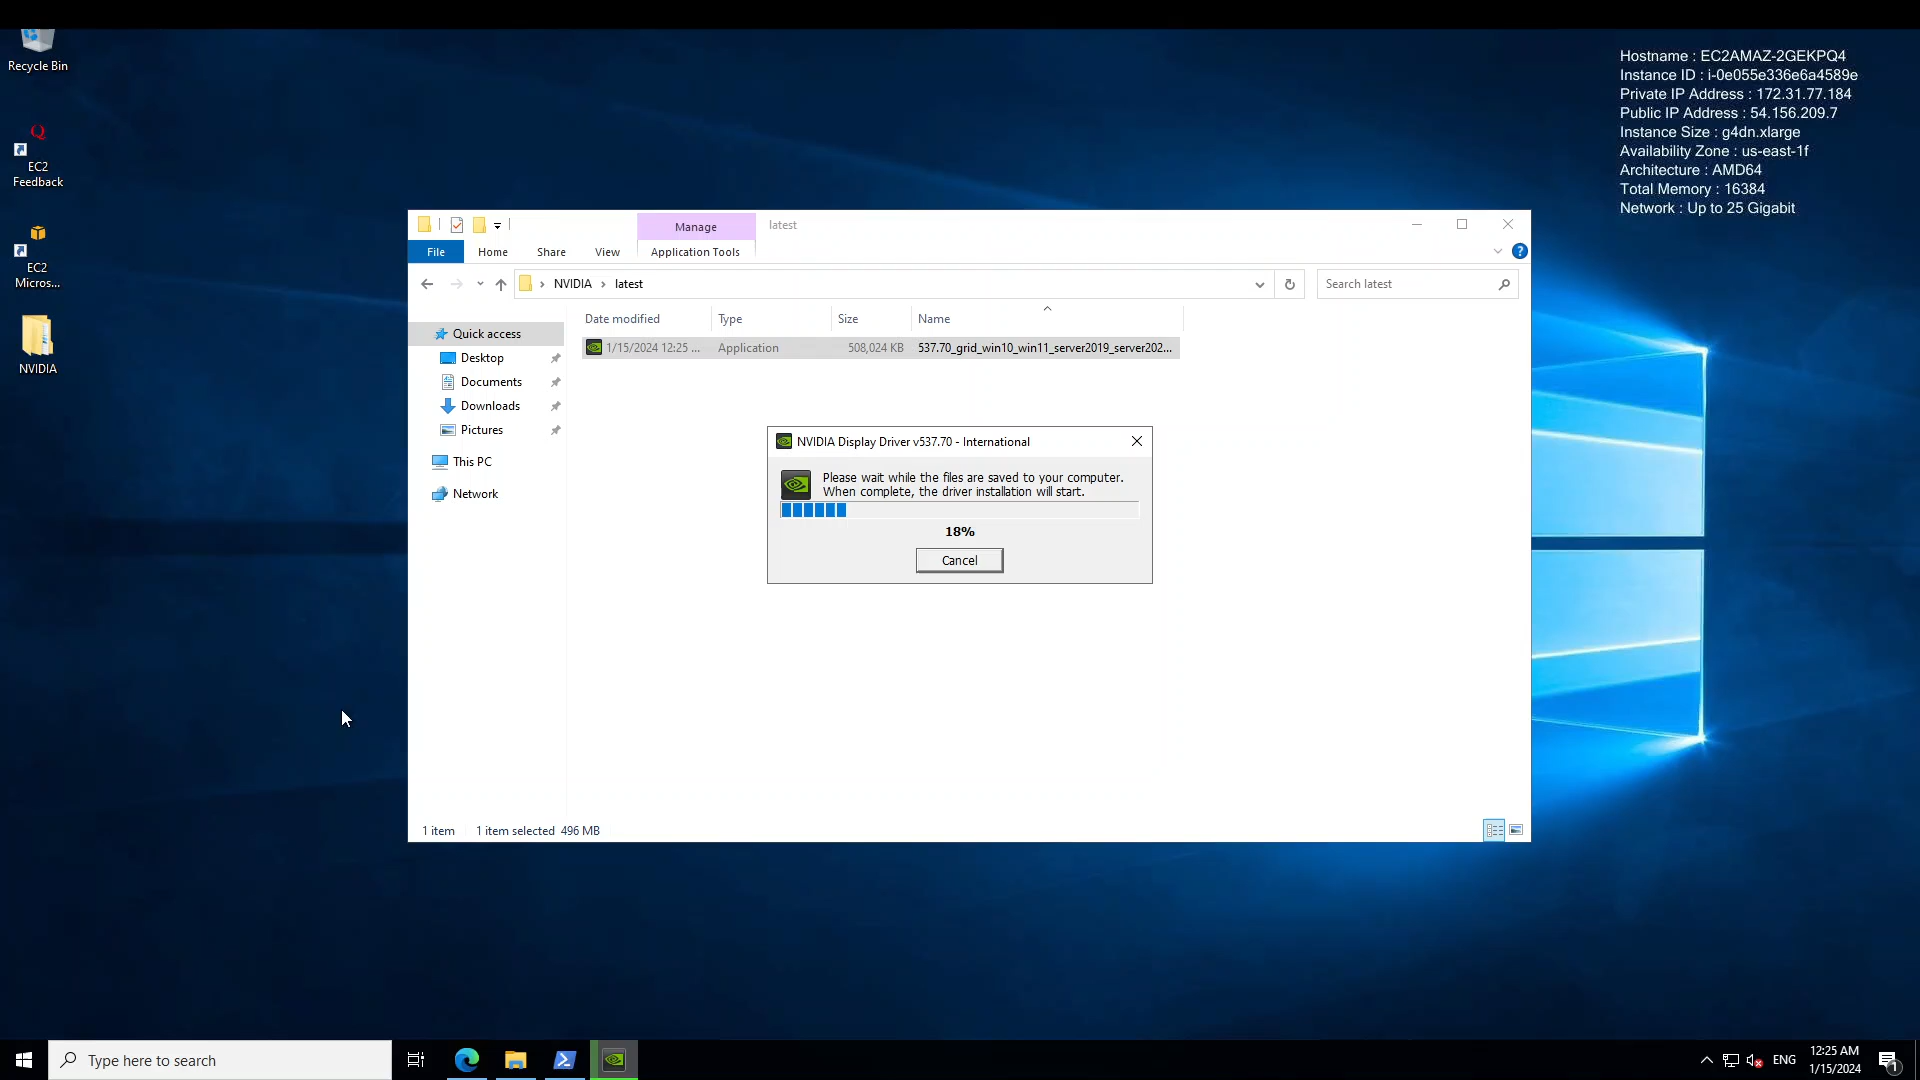 Recycle Bin
Q
EC2
Feedback
EC2
Micros...
NVIDIA
Hostname : EC2AMAZ-2GEKPQ4
Instance ID : i-0e055e336e6a4589e
Private IP Address : 172.31.77.184
Public IP Address : 54.156.209.7
Instance Size : g4dn.xlarge
Availability Zone : us-east-1f
Architecture : AMD64
Total Memory : 16384
Network : Up to 25 Gigabit
Manage
latest
File
Home
Share
View
Application Tools
?
NVIDIA
latest
Search latest
Date modified
Type
Size
Name
1/15/2024 12:25 ...
Application
508,024 KB
537.70_grid_win10_win11_server2019_server202...
Quick access
Desktop
Documents
Downloads
Pictures
This PC
Network
NVIDIA Display Driver v537.70 - International
Please wait while the files are saved to your computer.
When complete, the driver installation will start.
18%
Cancel
1 item
1 item selected 496 MB
Type here to search
ENG
12:25 AM
1/15/2024
1